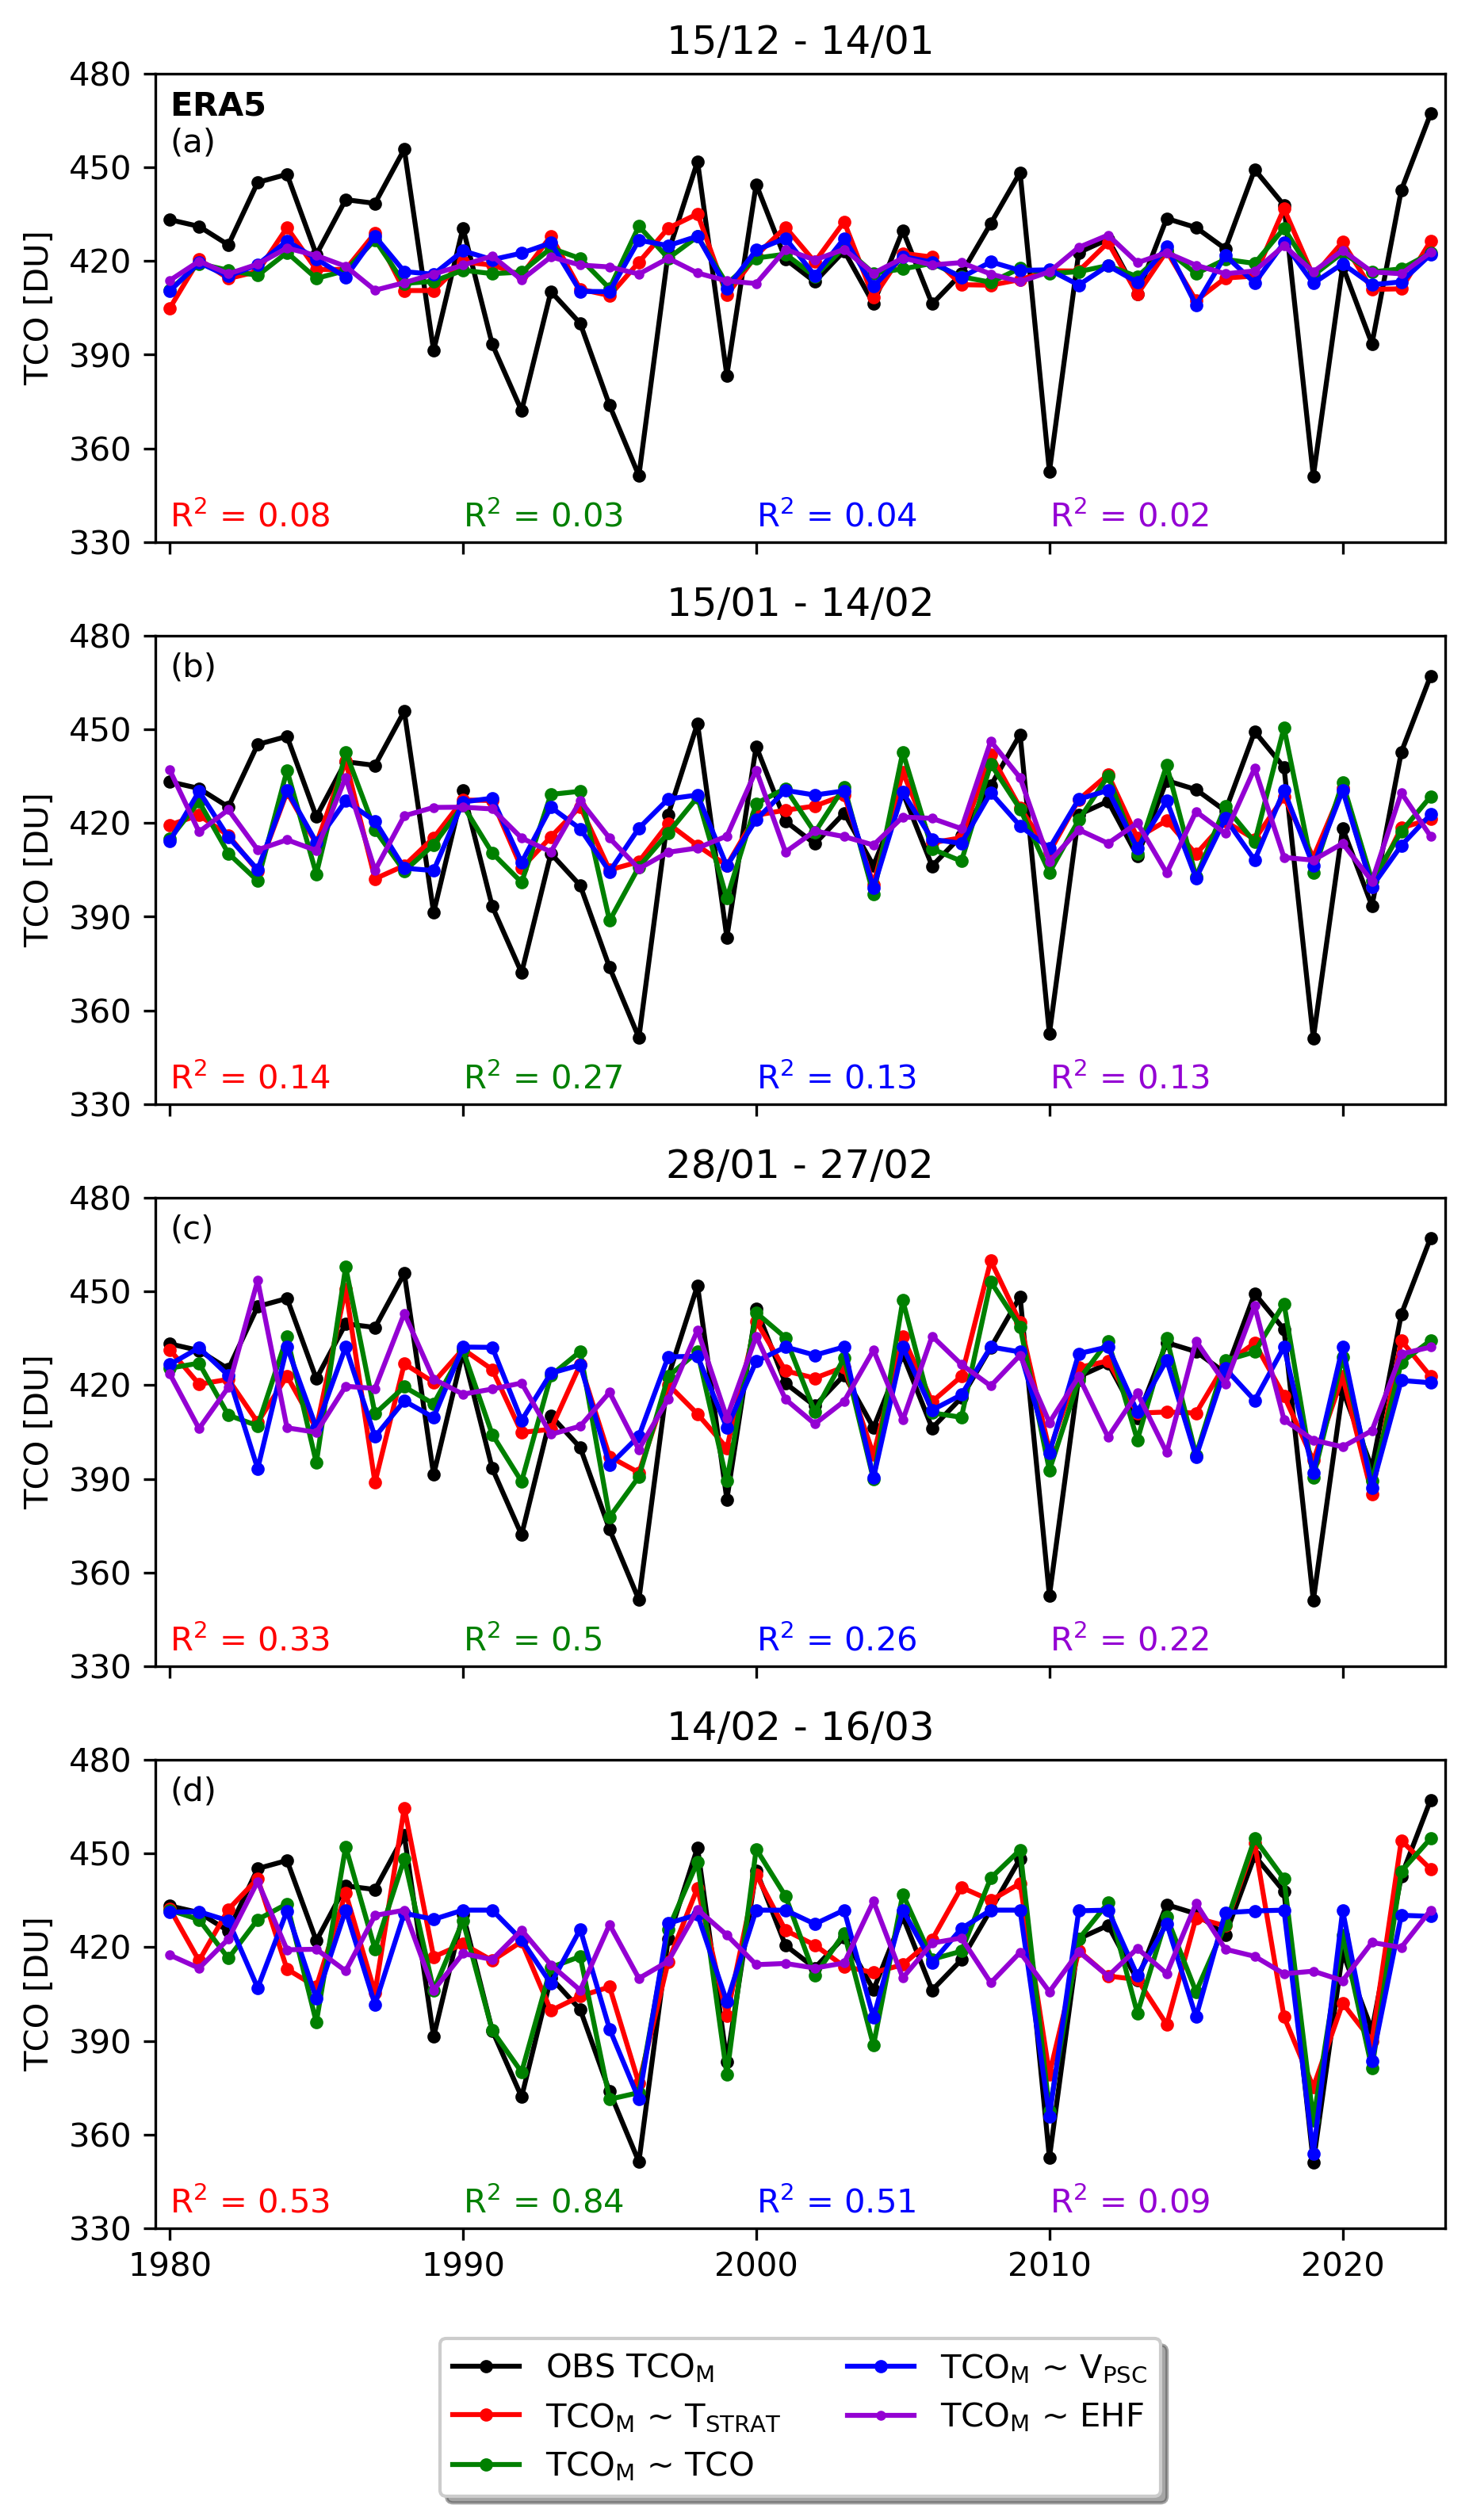 15/12 - 14/01
480
ERA5
(a)
450
420
390
360
330
TCO [DU]
R² = 0.08 R² = 0.03 R² = 0.04 R² = 0.02
15/01 - 14/02
480
(b)
450
420
390
360
330
TCO [DU]
R² = 0.14 R² = 0.27 R² = 0.13 R² = 0.13
28/01 - 27/02
480
(c)
450
420
390
360
330
TCO [DU]
R² = 0.33 R² = 0.5 R² = 0.26 R² = 0.22
14/02 - 16/03
480
(d)
450
420
390
360
330
TCO [DU]
R² = 0.53 R² = 0.84 R² = 0.51 R² = 0.09
1980 1990 2000 2010 2020
OBS TCO_M
TCO_M ~ T_STRAT
TCO_M ~ TCO
TCO_M ~ V_PSC
TCO_M ~ EHF